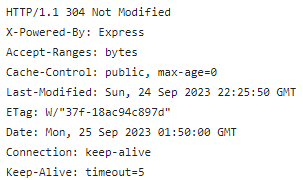 HTTP/1.1 304 Not Modified
X-Powered-By: Express
Accept-Ranges: bytes
Cache-Control: public, max-age=0
Last-Modified: Sun, 24 Sep 2023 22:25:50 GMT
ETag: W/"37f-18ac94c897d"
Date: Mon, 25 Sep 2023 01:50:00 GMT
Connection: keep-alive
Keep-Alive: timeout=5